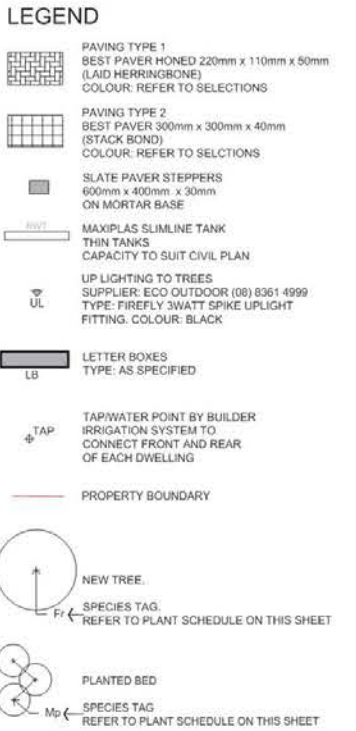 LEGEND
PAVING TYPE 1
BEST PAVER HONED 220mm x 110mm x 50mm
(LAID HERRINGBONE)
COLOUR: REFER TO SELECTIONS
PAVING TYPE 2
BEST PAVER 300mm x 300mm x 40mm
(STACK BOND)
COLOUR: REFER TO SELCTIONS
SLATE PAVER STEPPERS
600mm x 400mm x 30mm
ON MORTAR BASE
RWT
MAXIPLAS SLIMLINE TANK
THIN TANKS
CAPACITY TO SUIT CIVIL PLAN
UP LIGHTING TO TREES
SUPPLIER: ECO OUTDOOR (08) 8361 4999
UL
TYPE: FIREFLY 3WATT SPIKE UPLIGHT
FITTING. COLOUR: BLACK
LETTER BOXES
TYPE: AS SPECIFIED
LB
TAP
TAP/WATER POINT BY BUILDER
IRRIGATION SYSTEM TO
CONNECT FRONT AND REAR
OF EACH DWELLING
PROPERTY BOUNDARY
NEW TREE.
SPECIES TAG.
Fr
REFER TO PLANT SCHEDULE ON THIS SHEET
PLANTED BED
Mp
SPECIES TAG
REFER TO PLANT SCHEDULE ON THIS SHEET